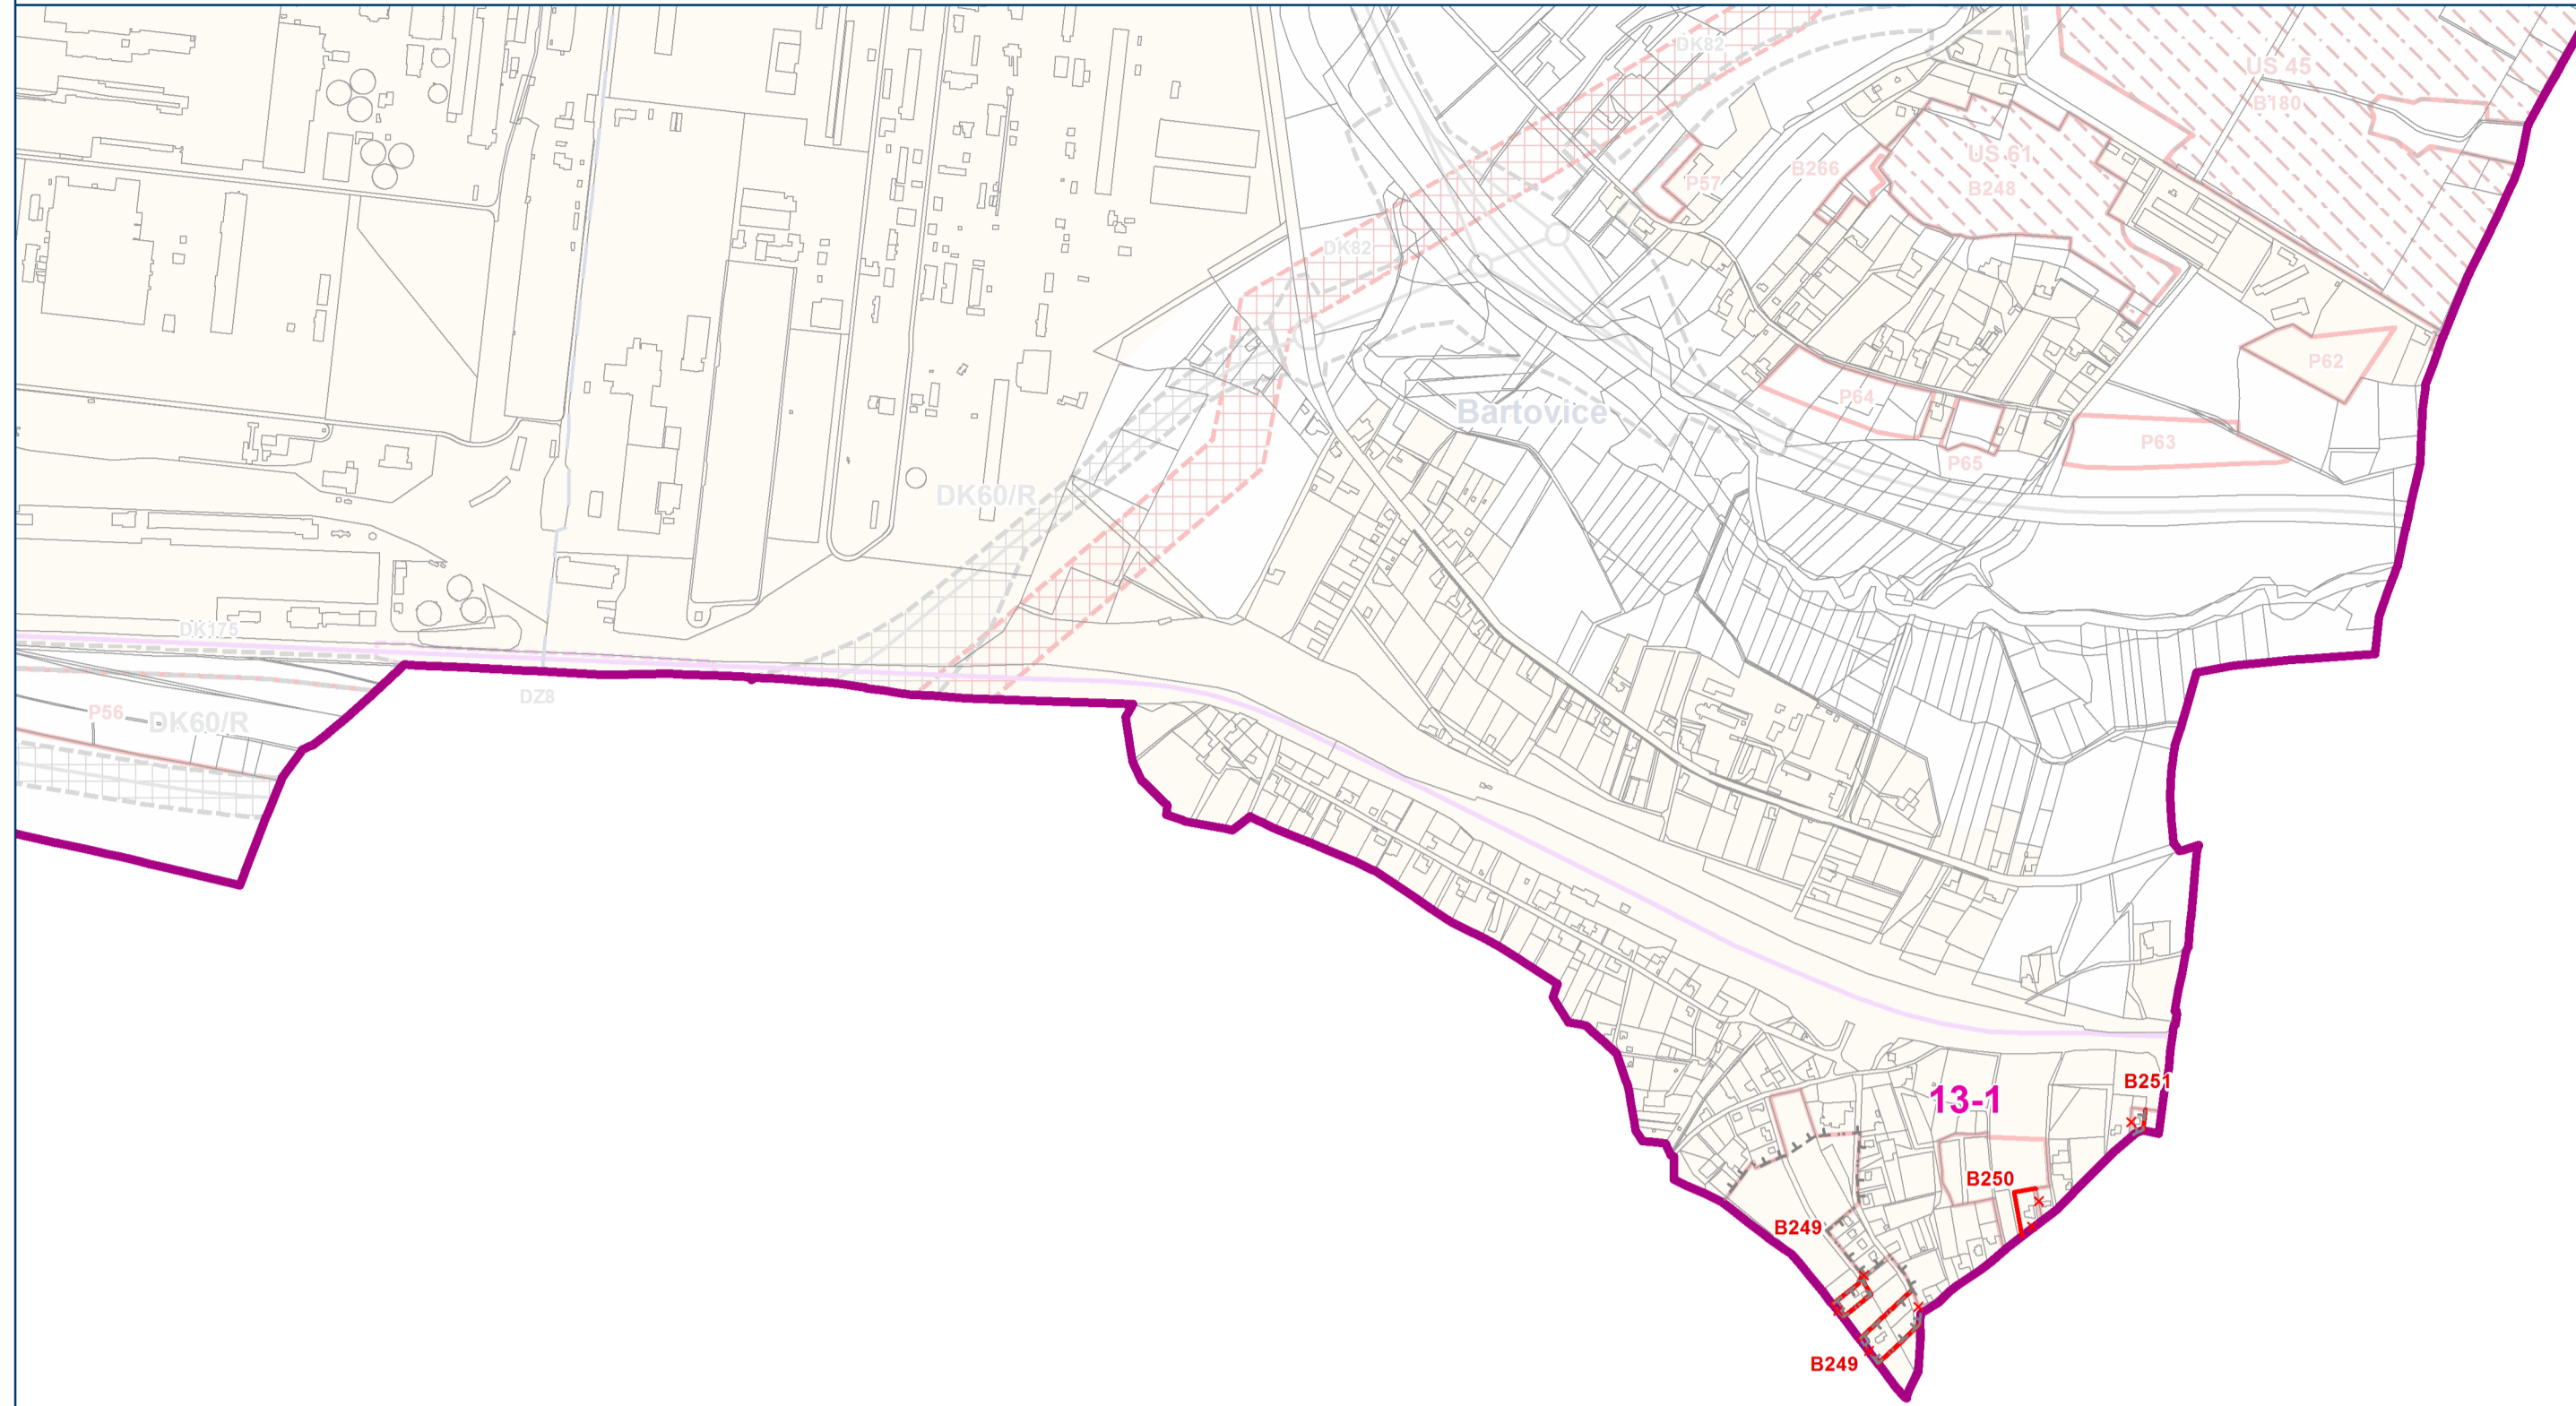 DK82
US 45
B180
US 61
B266
P57
B248
DK82
P62
P64
Bartovice
P63
P65
DK60/R
DK175
DZ8
P56
DK60/R
B251
13-1
B250
B249
B249